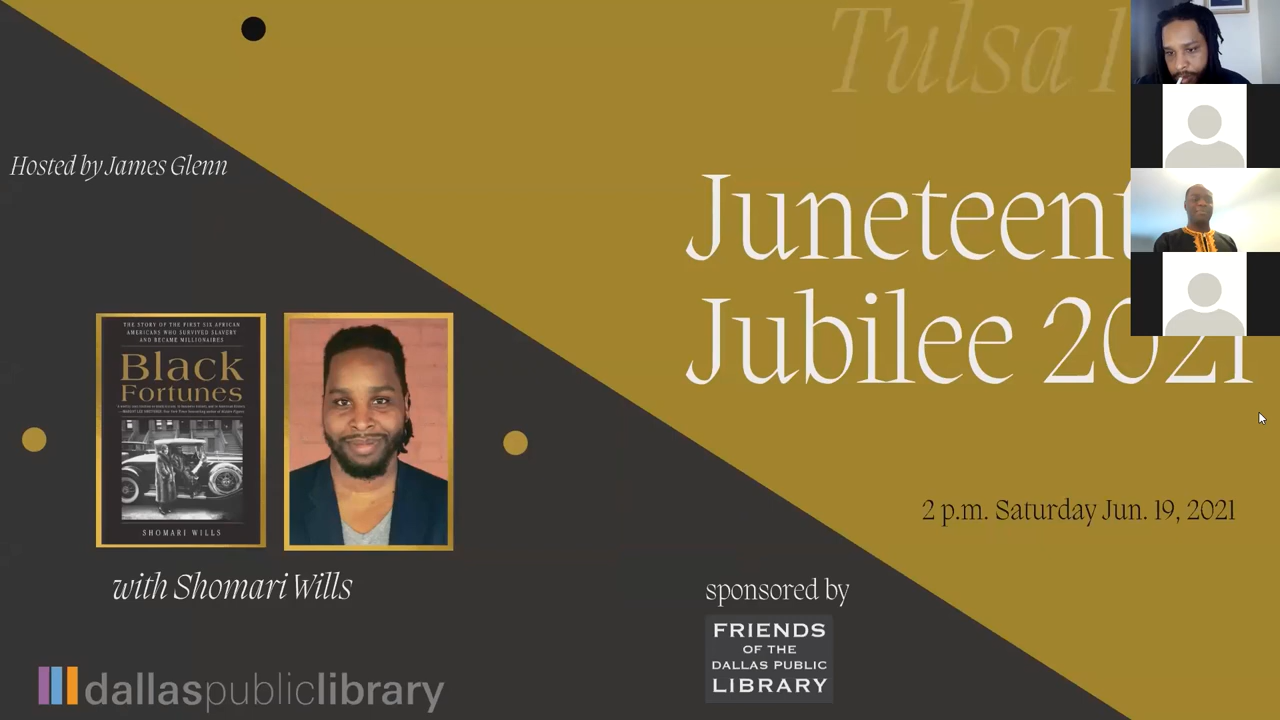 Tulsa
Hosted by James Glenn
Juneteent
Jubilee 2021
THE STORY OF THE FIRST SIX AFRICAN
AMERICANS WHO SURVIVED SLAVERY
AND BECAME MILLIONAIRES
Black
Fortunes
SHOMARI WILLS
2 p.m. Saturday Jun. 19, 2021
with Shomari Wills
sponsored by
FRIENDS
OF THE
DALLAS PUBLIC
LIBRARY
dallaspubliclibrary